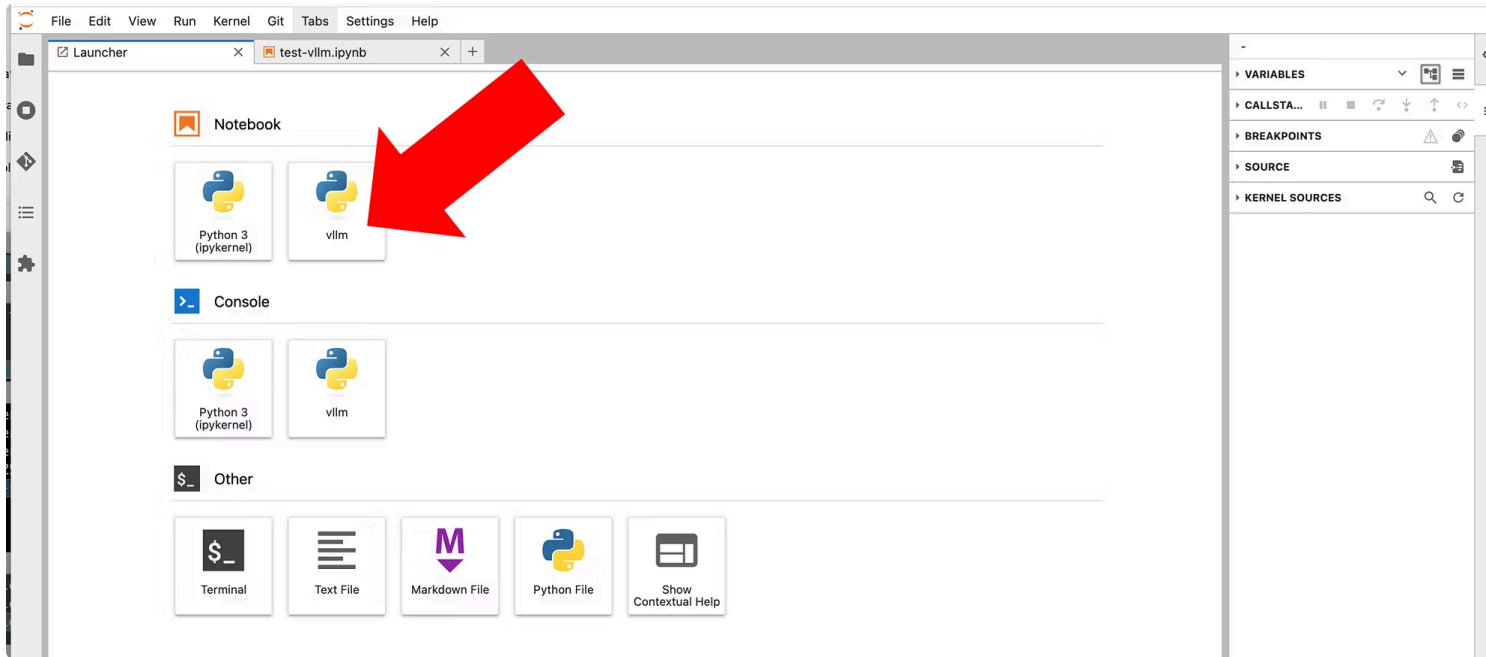 File Edit View Run Kernel Git Tabs Settings Help
Launcher
test-vllm.ipynb
-
VARIABLES
CALLSTA...
BREAKPOINTS
SOURCE
KERNEL SOURCES
Notebook
Python 3
(ipykernel)
vllm
Console
Python 3
(ipykernel)
vllm
$_ Other
$_
Terminal
Text File
M
Markdown File
Python File
Show
Contextual Help